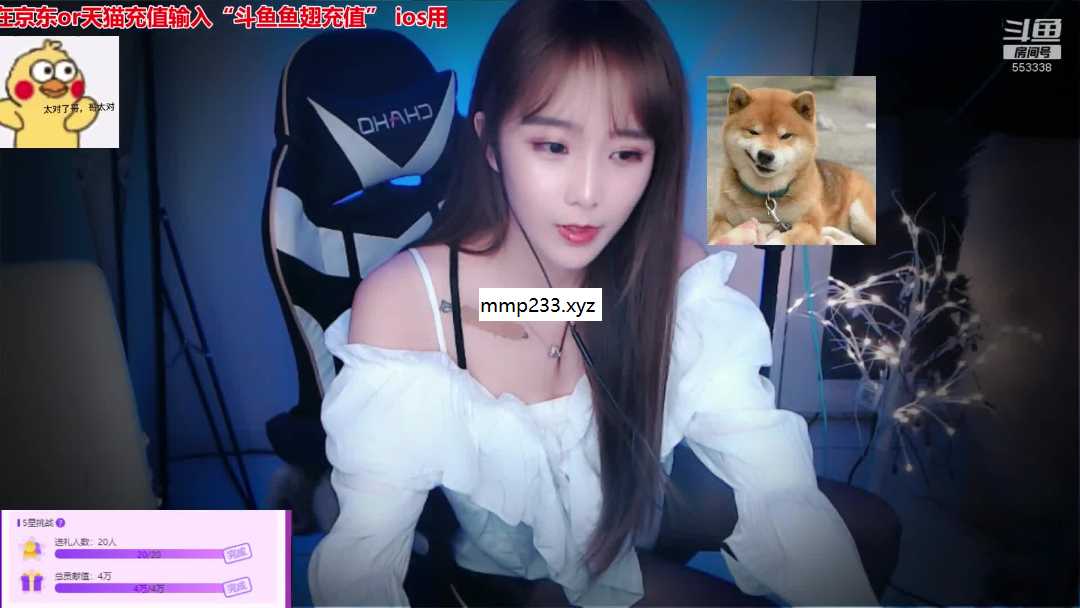 在京东or天猫充值输入“斗鱼鱼翅充值” ios用
斗鱼
房间号
553338
太对了哥，哥太对
DHAHD
mmp233.xyz
5星挑战?
送礼人数：20人
20/20
完成
总贡献值：4万
4万/4万
完成